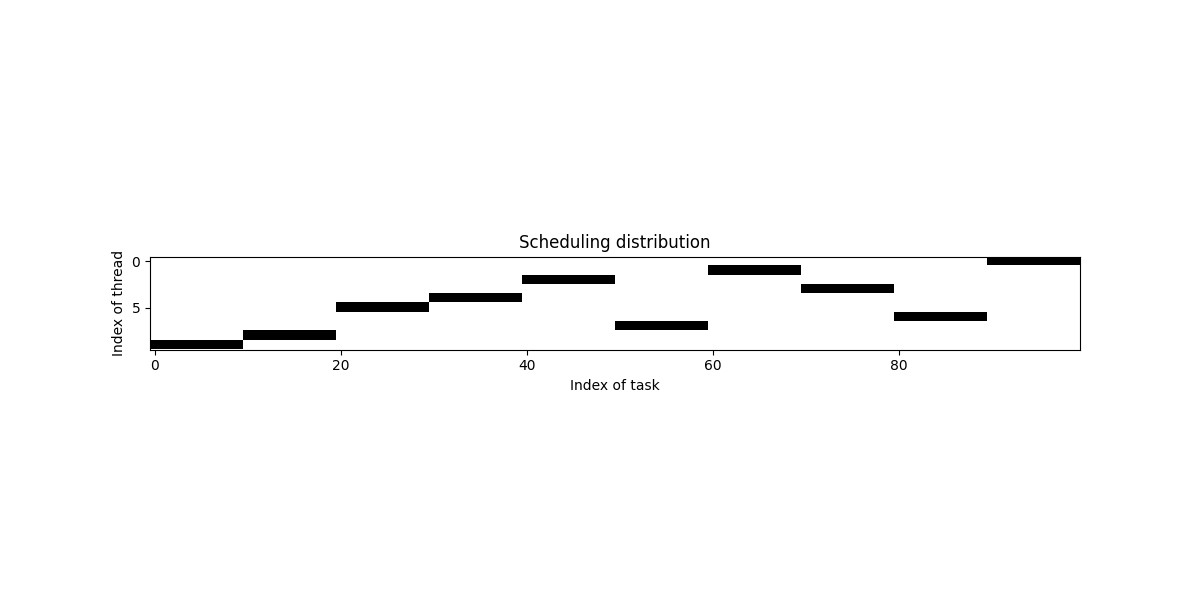 Scheduling distribution
Index of thread
0
5
0 20 40 60 80
Index of task